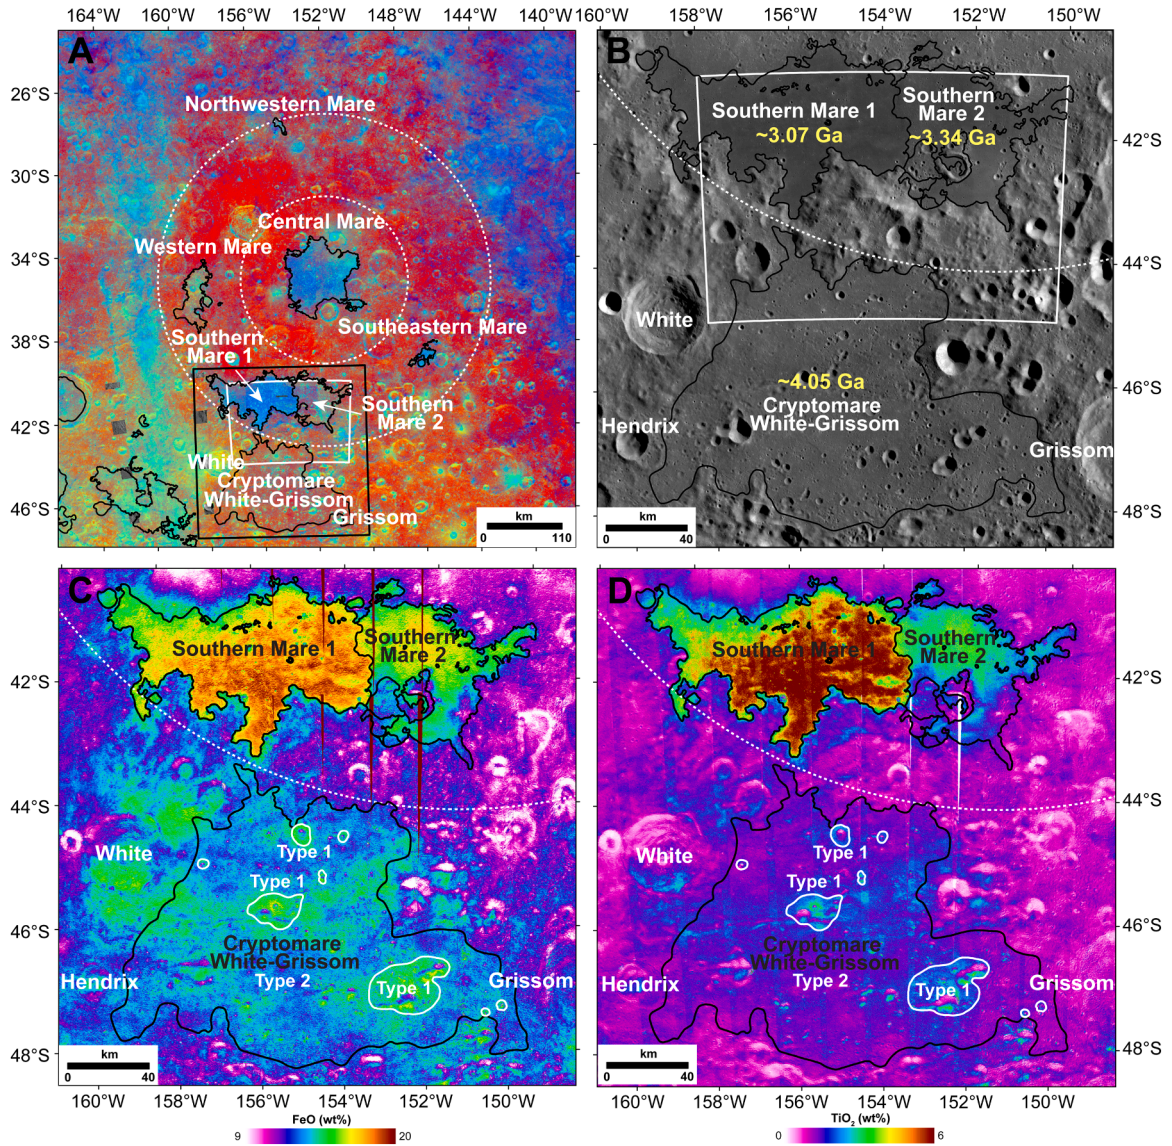 164°W 160°W 156°W 152°W 148°W 144°W 140°W
160°W 158°W 156°W 154°W 152°W 150°W
A
26°S
30°S
34°S
38°S
42°S
46°S
Northwestern Mare
Central Mare
Western Mare
Southeastern Mare
Southern
Mare 1
Southern
Mare 2
White
Cryptomare
White-Grissom
Grissom
km
0 110
B
Southern Mare 1
~3.07 Ga
Southern
Mare 2
~3.34 Ga
42°S
44°S
46°S
48°S
White
~4.05 Ga
Cryptomare
White-Grissom
Hendrix
Grissom
km
0 40
C
Southern Mare 1
Southern
Mare 2
42°S
44°S
46°S
48°S
Type 1
White
Type 1
Cryptomare
White-Grissom
Hendrix
Type 2
Type 1
Grissom
km
0 40
160°W 158°W 156°W 154°W 152°W 150°W
FeO (wt%)
9 20
D
Southern Mare 1
Southern
Mare 2
42°S
44°S
46°S
48°S
Type 1
White
Type 1
Cryptomare
White-Grissom
Hendrix
Type 2
Type 1
Grissom
km
0 40
160°W 158°W 156°W 154°W 152°W 150°W
TiO₂ (wt%)
0 6